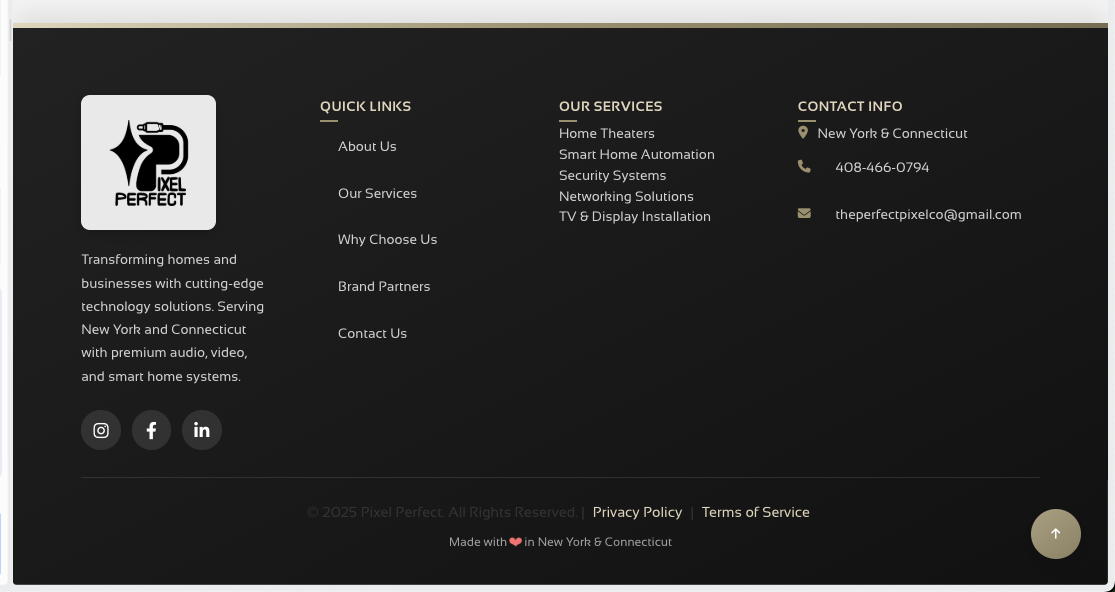 PIXEL
PERFECT
Transforming homes and
businesses with cutting-edge
technology solutions. Serving
New York and Connecticut
with premium audio, video,
and smart home systems.
QUICK LINKS
About Us
Our Services
Why Choose Us
Brand Partners
Contact Us
OUR SERVICES
Home Theaters
Smart Home Automation
Security Systems
Networking Solutions
TV & Display Installation
CONTACT INFO
New York & Connecticut
408-466-0794
theperfectpixelco@gmail.com
© 2025 Pixel Perfect. All Rights Reserved. | Privacy Policy | Terms of Service
Made with ❤ in New York & Connecticut